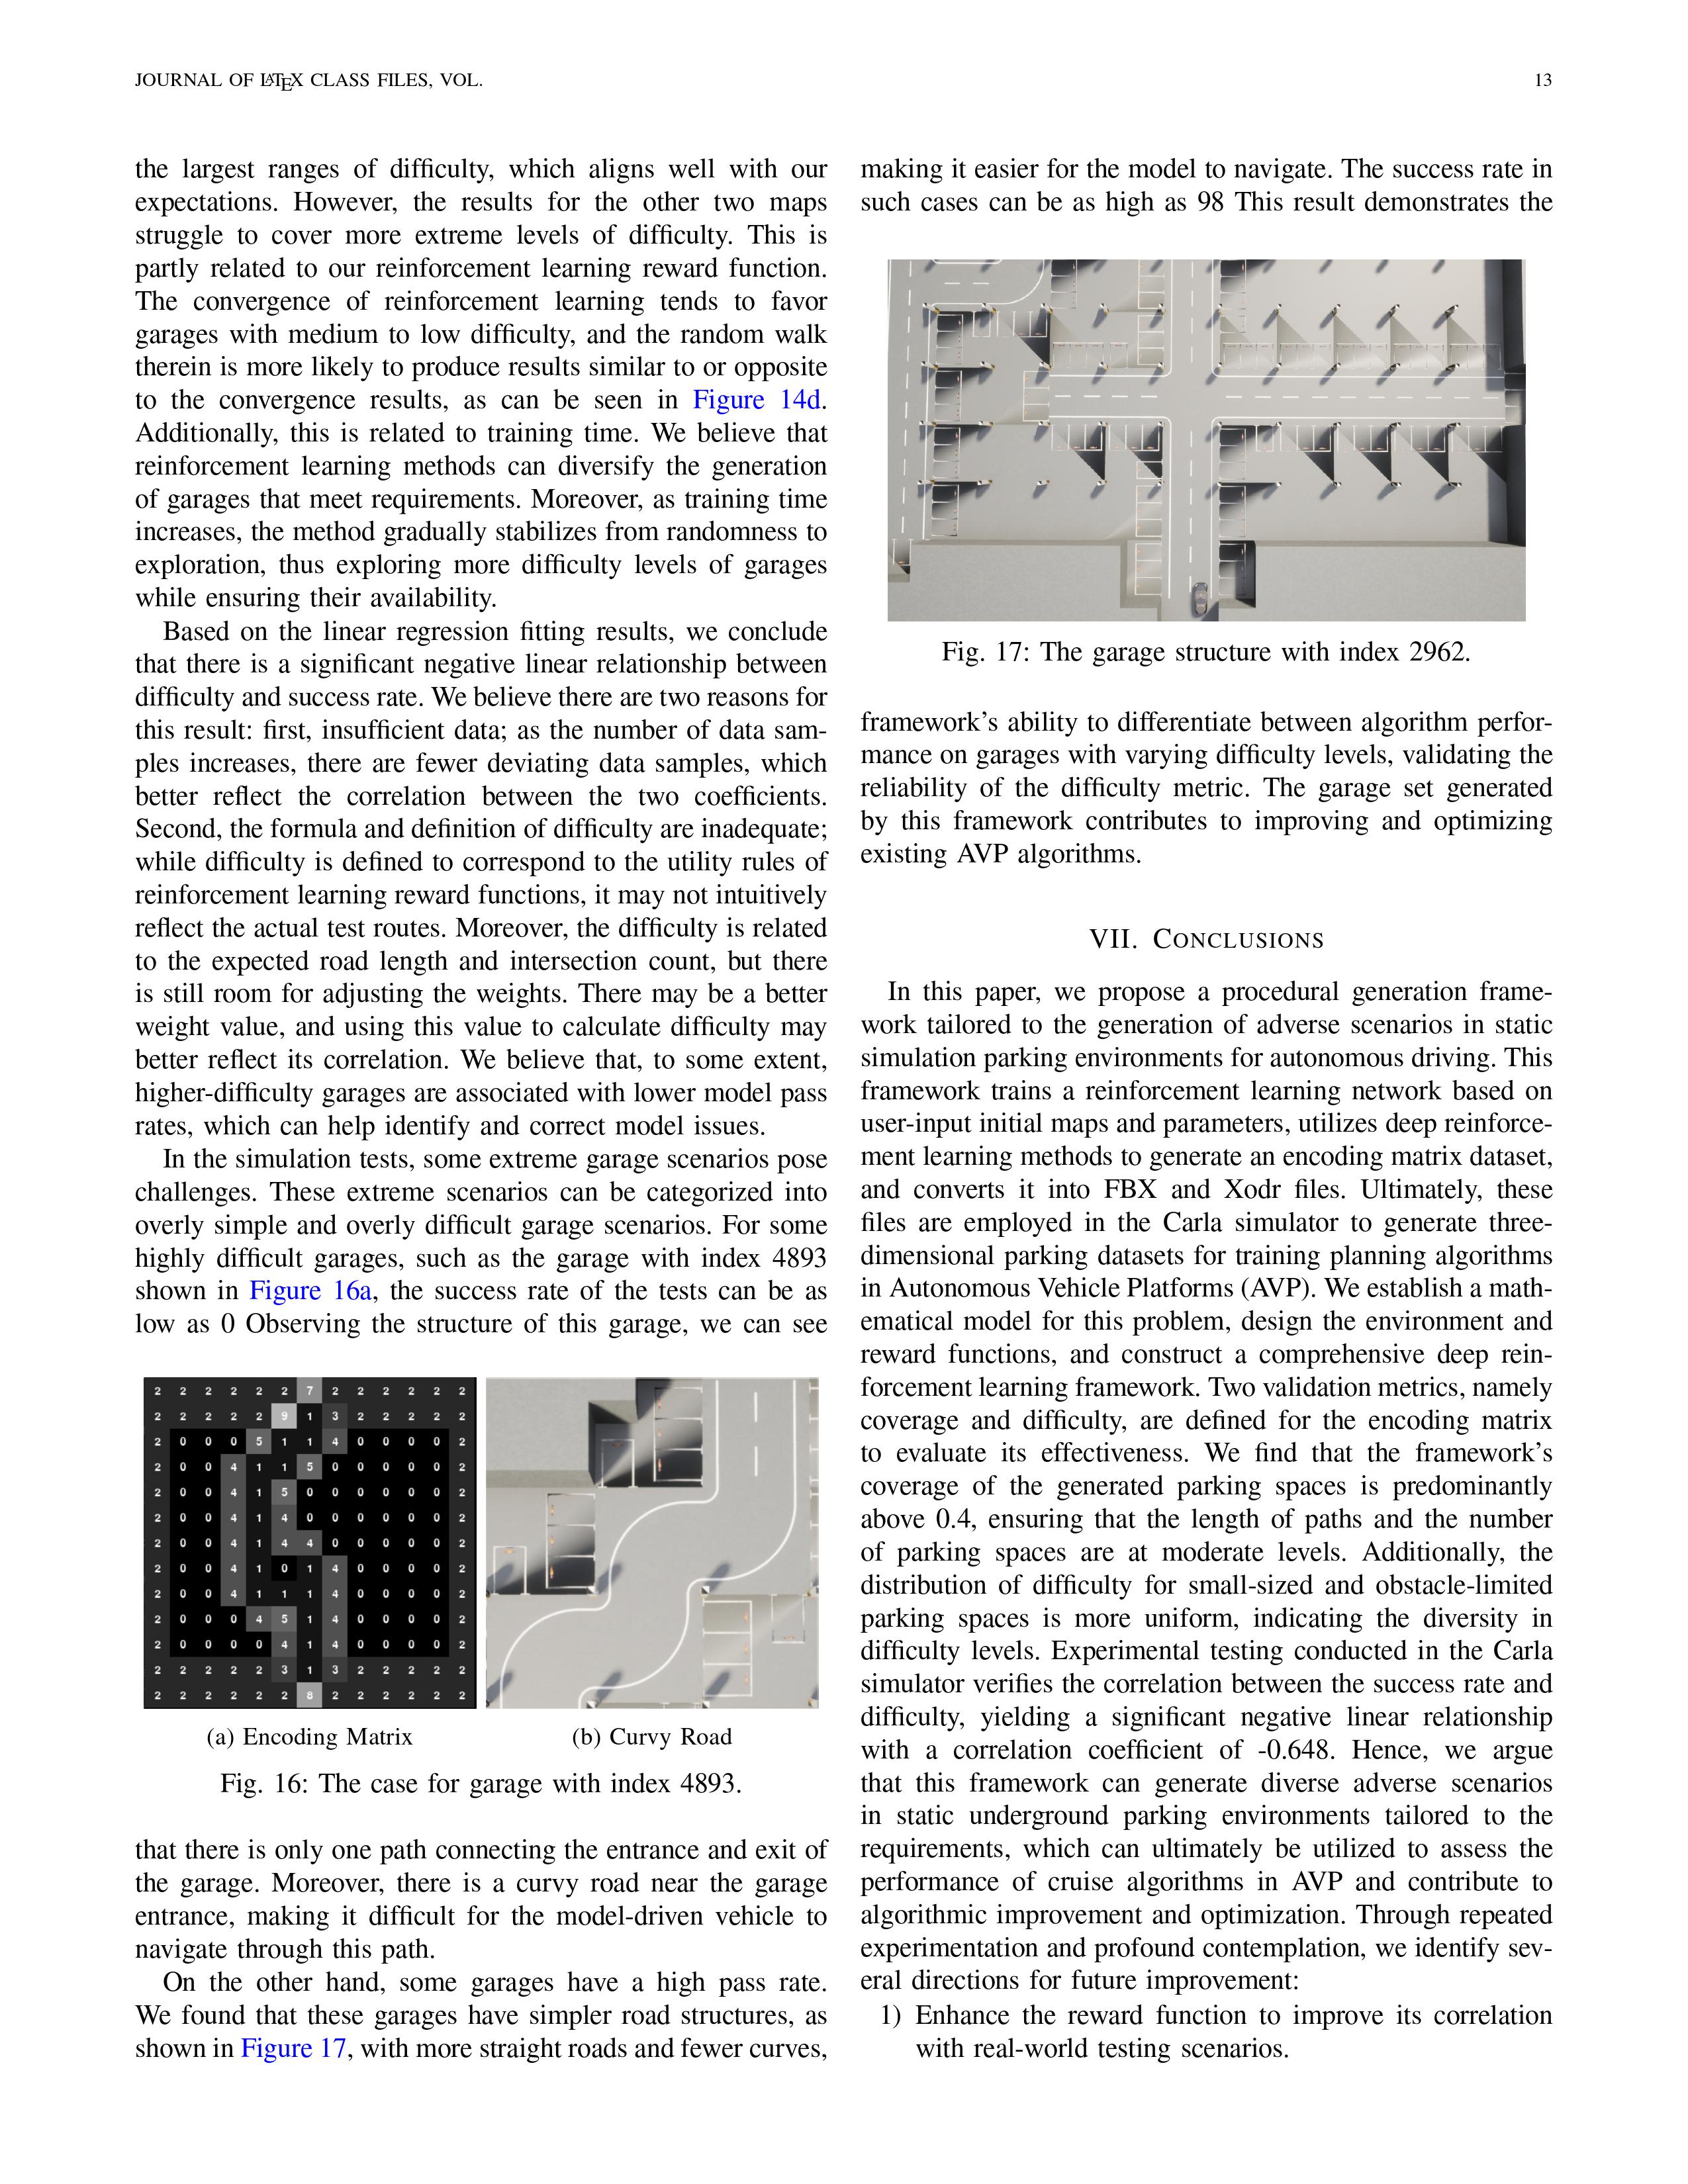 JOURNAL OF LATEX CLASS FILES, VOL.
13
the largest ranges of difficulty, which aligns well with our
expectations. However, the results for the other two maps
struggle to cover more extreme levels of difficulty. This is
partly related to our reinforcement learning reward function.
The convergence of reinforcement learning tends to favor
garages with medium to low difficulty, and the random walk
therein is more likely to produce results similar to or opposite
to the convergence results, as can be seen in Figure 14d.
Additionally, this is related to training time. We believe that
reinforcement learning methods can diversify the generation
of garages that meet requirements. Moreover, as training time
increases, the method gradually stabilizes from randomness to
exploration, thus exploring more difficulty levels of garages
while ensuring their availability.
Based on the linear regression fitting results, we conclude
that there is a significant negative linear relationship between
difficulty and success rate. We believe there are two reasons for
this result: first, insufficient data; as the number of data sam-
ples increases, there are fewer deviating data samples, which
better reflect the correlation between the two coefficients.
Second, the formula and definition of difficulty are inadequate;
while difficulty is defined to correspond to the utility rules of
reinforcement learning reward functions, it may not intuitively
reflect the actual test routes. Moreover, the difficulty is related
to the expected road length and intersection count, but there
is still room for adjusting the weights. There may be a better
weight value, and using this value to calculate difficulty may
better reflect its correlation. We believe that, to some extent,
higher-difficulty garages are associated with lower model pass
rates, which can help identify and correct model issues.
In the simulation tests, some extreme garage scenarios pose
challenges. These extreme scenarios can be categorized into
overly simple and overly difficult garage scenarios. For some
highly difficult garages, such as the garage with index 4893
shown in Figure 16a, the success rate of the tests can be as
low as 0 Observing the structure of this garage, we can see
2 2 2 2 2 2 7 2 2 2 2 2 2
2 2 2 2 2 9 1 3 2 2 2 2 2
2 0 0 0 5 1 1 4 0 0 0 0 2
2 0 0 4 1 1 5 0 0 0 0 0 2
2 0 0 4 1 5 0 0 0 0 0 0 2
2 0 0 4 1 4 0 0 0 0 0 0 2
2 0 0 4 1 4 4 0 0 0 0 0 2
2 0 0 4 1 0 1 4 0 0 0 0 2
2 0 0 4 1 1 1 4 0 0 0 0 2
2 0 0 0 4 5 1 4 0 0 0 0 2
2 0 0 0 0 4 1 4 0 0 0 0 2
2 2 2 2 2 3 1 3 2 2 2 2 2
2 2 2 2 2 2 8 2 2 2 2 2 2
(a) Encoding Matrix
(b) Curvy Road
Fig. 16: The case for garage with index 4893.
that there is only one path connecting the entrance and exit of
the garage. Moreover, there is a curvy road near the garage
entrance, making it difficult for the model-driven vehicle to
navigate through this path.
On the other hand, some garages have a high pass rate.
We found that these garages have simpler road structures, as
shown in Figure 17, with more straight roads and fewer curves,
making it easier for the model to navigate. The success rate in
such cases can be as high as 98 This result demonstrates the
Fig. 17: The garage structure with index 2962.
framework's ability to differentiate between algorithm perfor-
mance on garages with varying difficulty levels, validating the
reliability of the difficulty metric. The garage set generated
by this framework contributes to improving and optimizing
existing AVP algorithms.
VII. CONCLUSIONS
In this paper, we propose a procedural generation frame-
work tailored to the generation of adverse scenarios in static
simulation parking environments for autonomous driving. This
framework trains a reinforcement learning network based on
user-input initial maps and parameters, utilizes deep reinforce-
ment learning methods to generate an encoding matrix dataset,
and converts it into FBX and Xodr files. Ultimately, these
files are employed in the Carla simulator to generate three-
dimensional parking datasets for training planning algorithms
in Autonomous Vehicle Platforms (AVP). We establish a math-
ematical model for this problem, design the environment and
reward functions, and construct a comprehensive deep rein-
forcement learning framework. Two validation metrics, namely
coverage and difficulty, are defined for the encoding matrix
to evaluate its effectiveness. We find that the framework's
coverage of the generated parking spaces is predominantly
above 0.4, ensuring that the length of paths and the number
of parking spaces are at moderate levels. Additionally, the
distribution of difficulty for small-sized and obstacle-limited
parking spaces is more uniform, indicating the diversity in
difficulty levels. Experimental testing conducted in the Carla
simulator verifies the correlation between the success rate and
difficulty, yielding a significant negative linear relationship
with a correlation coefficient of -0.648. Hence, we argue
that this framework can generate diverse adverse scenarios
in static underground parking environments tailored to the
requirements, which can ultimately be utilized to assess the
performance of cruise algorithms in AVP and contribute to
algorithmic improvement and optimization. Through repeated
experimentation and profound contemplation, we identify sev-
eral directions for future improvement:
1) Enhance the reward function to improve its correlation
with real-world testing scenarios.